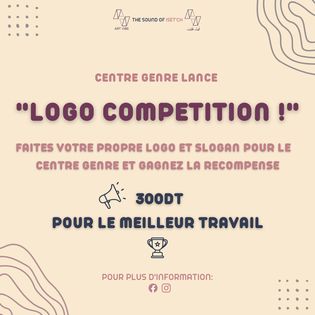 THE SOUND OF ISETCH
CENTRE GENRE LANCE
"LOGO COMPETITION !"
FAITES VOTRE PROPRE LOGO ET SLOGAN POUR LE
CENTRE GENRE ET GAGNEZ LA RECOMPENSE
300DT
POUR LE MEILLEUR TRAVAIL
POUR PLUS D'INFORMATION: